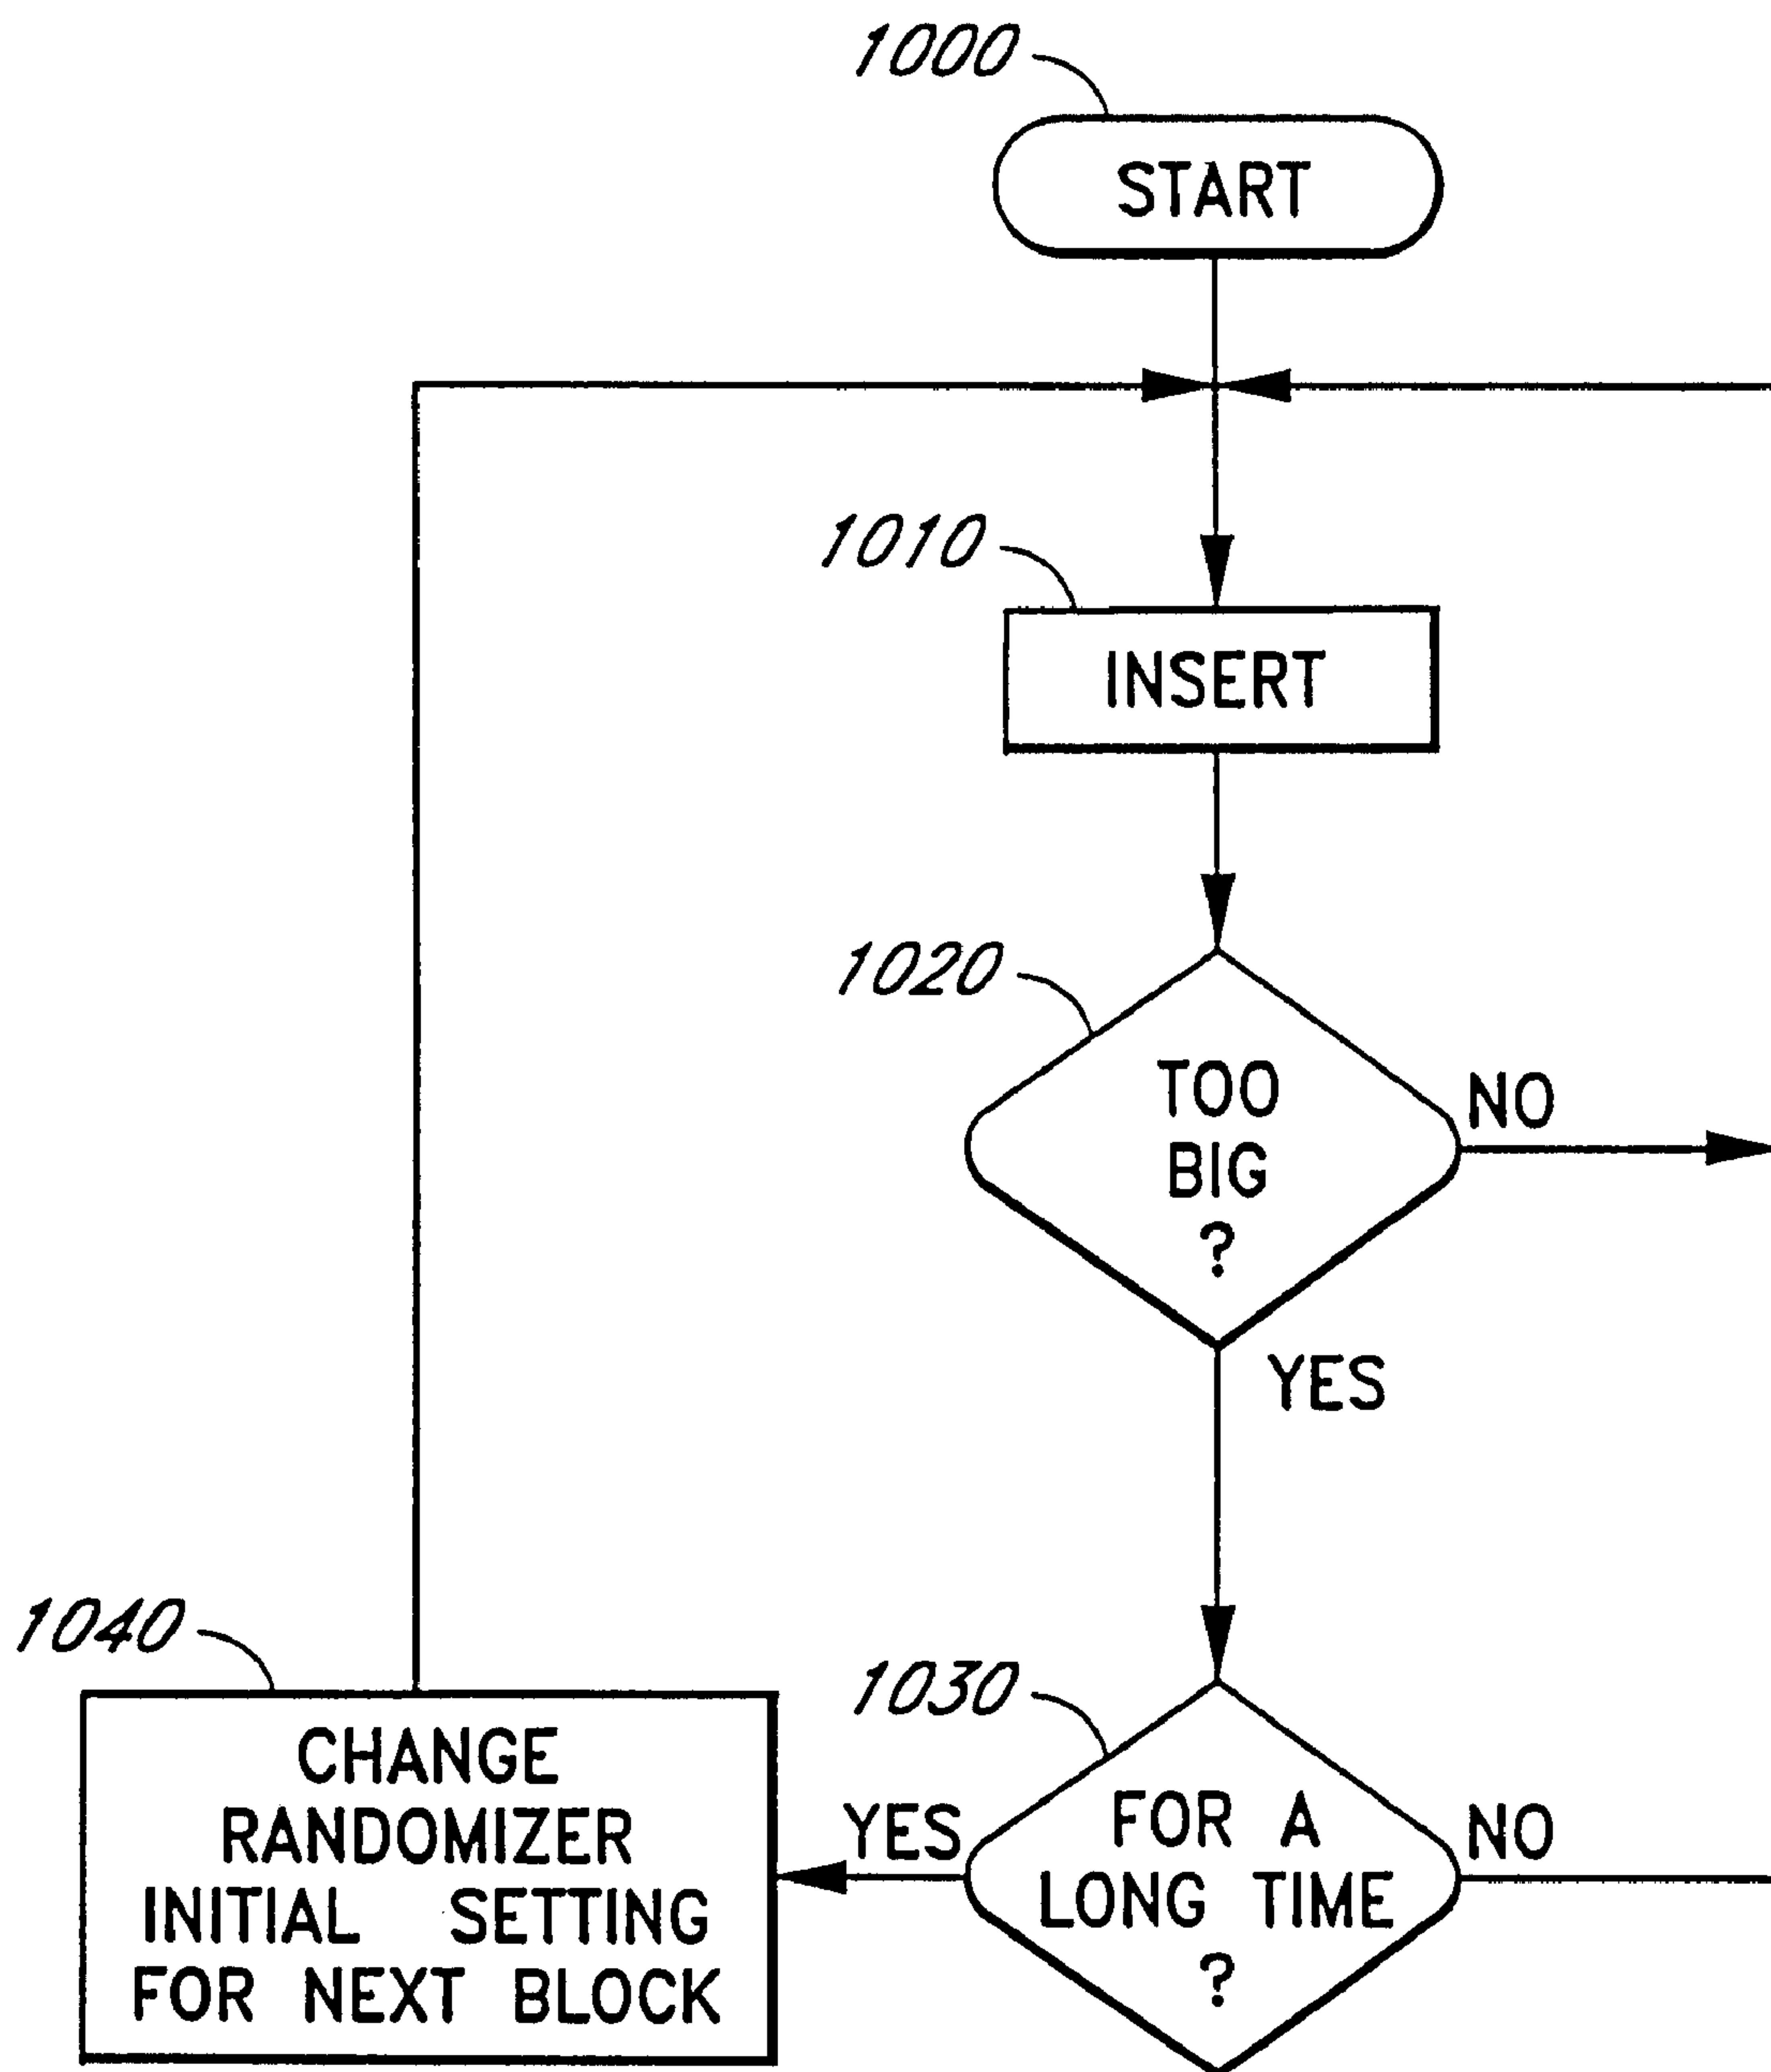 1000
START
1010
INSERT
1020
TOO
BIG
?
NO
YES
1040
CHANGE
RANDOMIZER
INITIAL SETTING
FOR NEXT BLOCK
1030
YES
FOR A
LONG TIME
?
NO